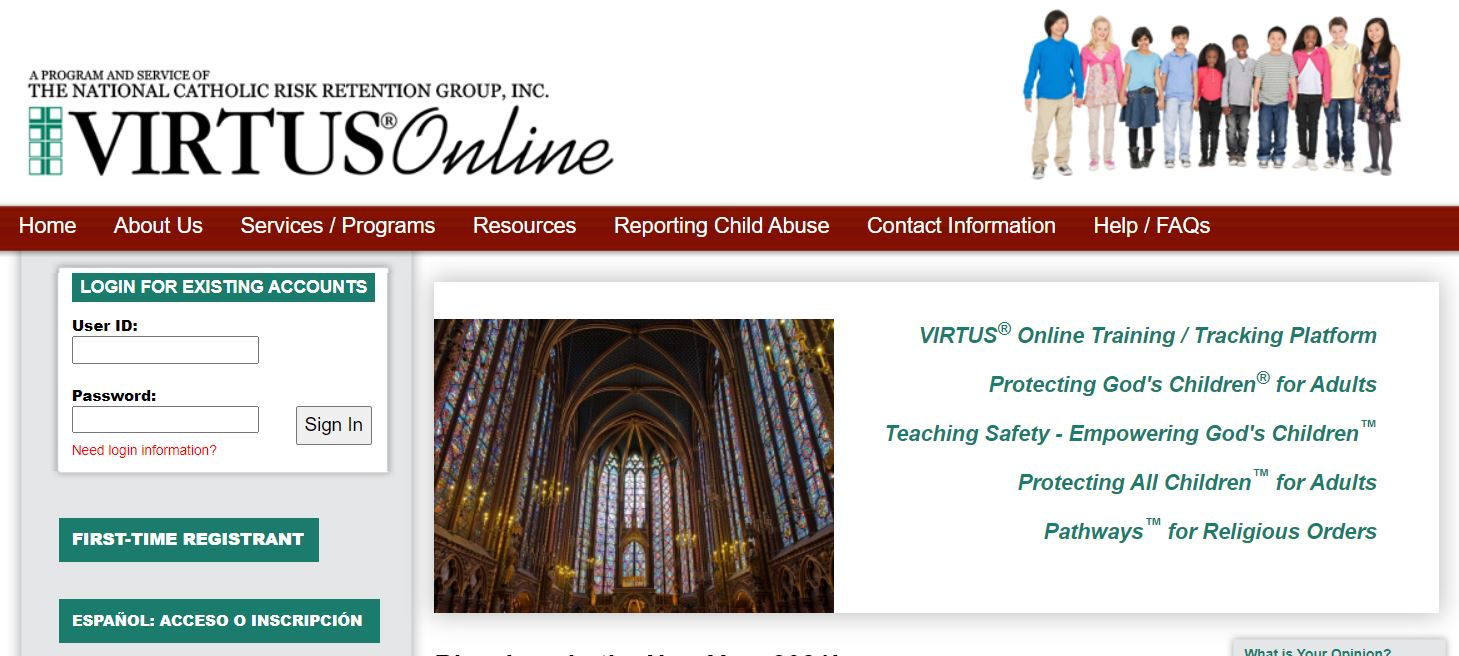 A PROGRAM AND SERVICE OF
THE NATIONAL CATHOLIC RISK RETENTION GROUP, INC.
VIRTUS® Online
Home About Us Services / Programs Resources Reporting Child Abuse Contact Information Help / FAQs
LOGIN FOR EXISTING ACCOUNTS
User ID:
Password:
Sign In
Need login information?
FIRST-TIME REGISTRANT
ESPAÑOL: ACCESO O INSCRIPCIÓN
VIRTUS® Online Training / Tracking Platform
Protecting God's Children® for Adults
Teaching Safety - Empowering God's Children™
Protecting All Children™ for Adults
Pathways™ for Religious Orders
What is Your Opinion?